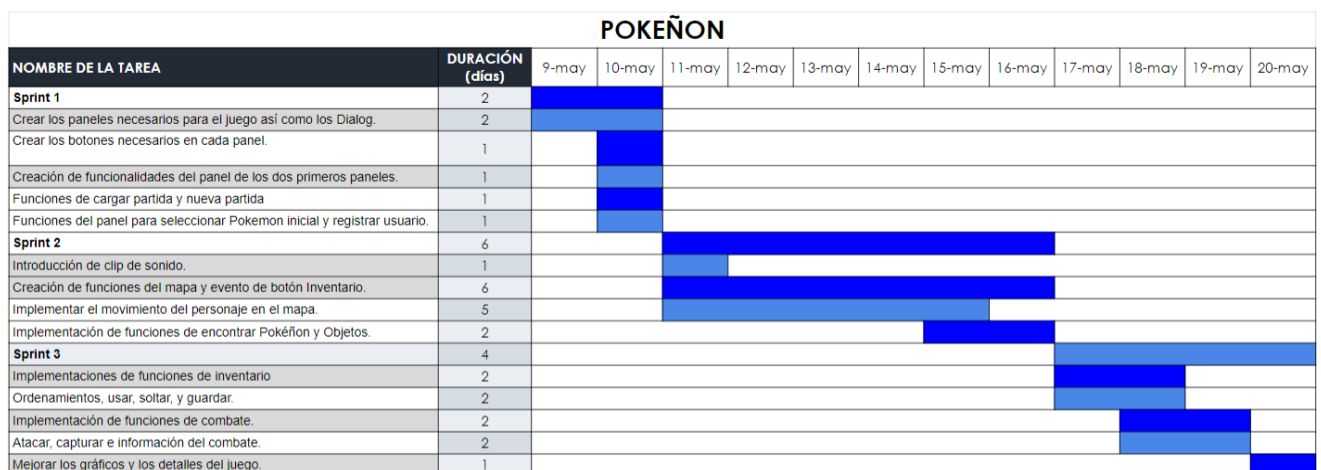 POKEÑON
NOMBRE DE LA TAREA DURACIÓN (días) 9-may 10-may 11-may 12-may 13-may 14-may 15-may 16-may 17-may 18-may 19-may 20-may
Sprint 1 2
Crear los paneles necesarios para el juego así como los Dialog. 2
Crear los botones necesarios en cada panel. 1
Creación de funcionalidades del panel de los dos primeros paneles. 1
Funciones de cargar partida y nueva partida 1
Funciones del panel para seleccionar Pokemon inicial y registrar usuario. 1
Sprint 2 6
Introducción de clip de sonido. 1
Creación de funciones del mapa y evento de botón Inventario. 6
Implementar el movimiento del personaje en el mapa. 5
Implementación de funciones de encontrar Pokéñon y Objetos. 2
Sprint 3 4
Implementaciones de funciones de inventario 2
Ordenamientos, usar, soltar, y guardar. 2
Implementación de funciones de combate. 2
Atacar, capturar e información del combate. 2
Mejorar los gráficos y los detalles del juego. 1